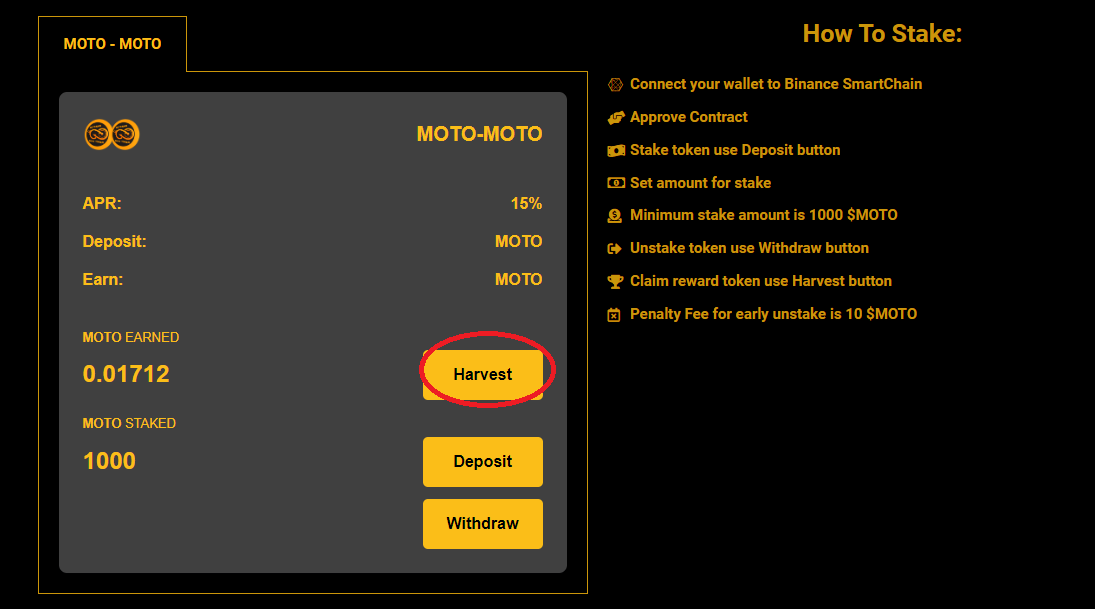 MOTO - MOTO
MOTO-MOTO
APR: 15%
Deposit: MOTO
Earn: MOTO
MOTO EARNED
0.01712
Harvest
MOTO STAKED
1000
Deposit
Withdraw
How To Stake:
Connect your wallet to Binance SmartChain
Approve Contract
Stake token use Deposit button
Set amount for stake
Minimum stake amount is 1000 $MOTO
Unstake token use Withdraw button
Claim reward token use Harvest button
Penalty Fee for early unstake is 10 $MOTO